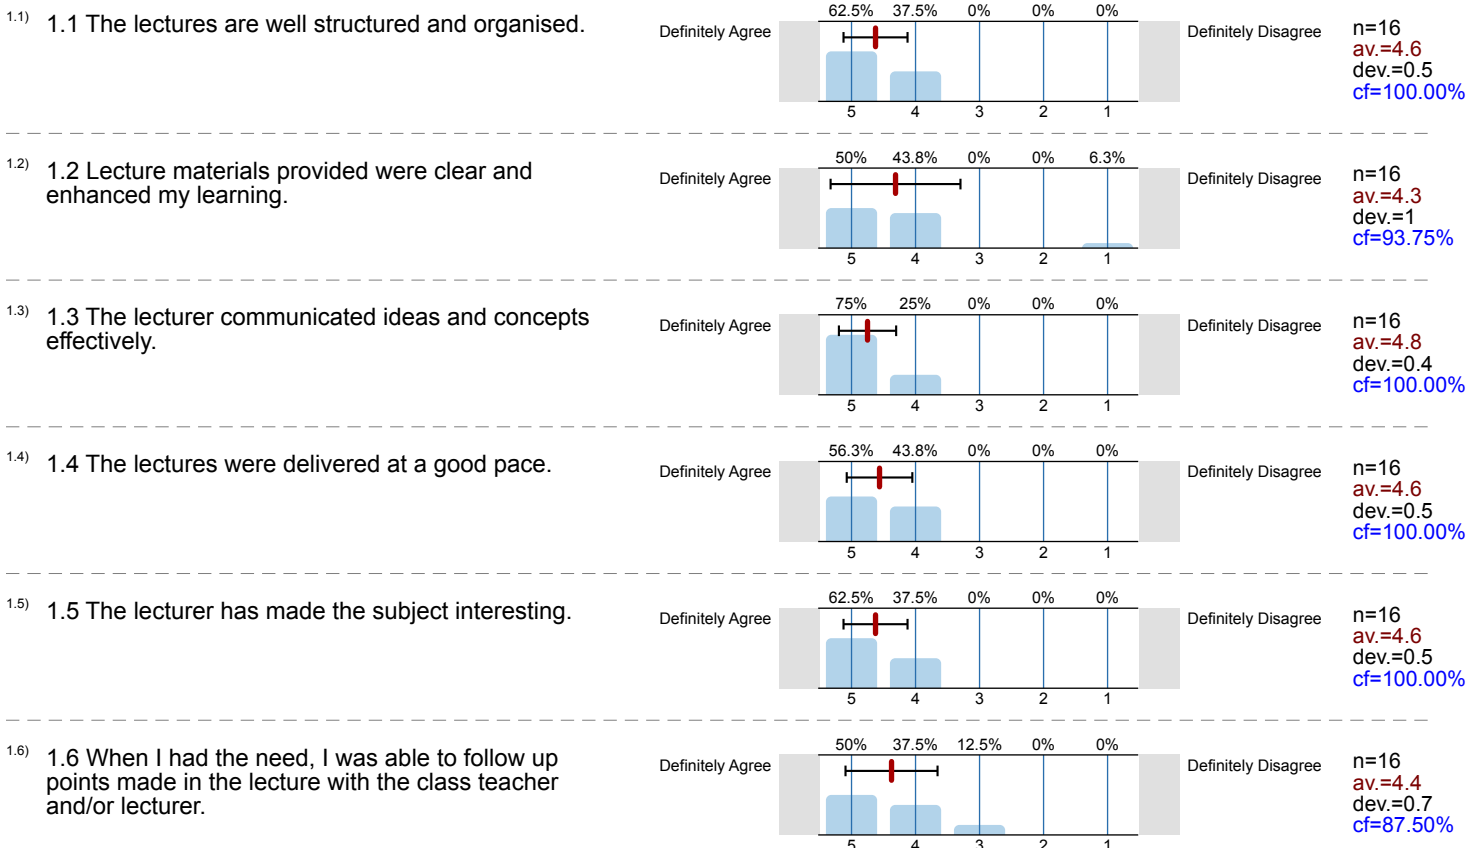 1.1) 1.1 The lectures are well structured and organised.
Definitely Agree
62.5% 37.5% 0% 0% 0%
5 4 3 2 1
Definitely Disagree
n=16
av.=4.6
dev.=0.5
cf=100.00%
1.2) 1.2 Lecture materials provided were clear and
enhanced my learning.
Definitely Agree
50% 43.8% 0% 0% 6.3%
5 4 3 2 1
Definitely Disagree
n=16
av.=4.3
dev.=1
cf=93.75%
1.3) 1.3 The lecturer communicated ideas and concepts
effectively.
Definitely Agree
75% 25% 0% 0% 0%
5 4 3 2 1
Definitely Disagree
n=16
av.=4.8
dev.=0.4
cf=100.00%
1.4) 1.4 The lectures were delivered at a good pace.
Definitely Agree
56.3% 43.8% 0% 0% 0%
5 4 3 2 1
Definitely Disagree
n=16
av.=4.6
dev.=0.5
cf=100.00%
1.5) 1.5 The lecturer has made the subject interesting.
Definitely Agree
62.5% 37.5% 0% 0% 0%
5 4 3 2 1
Definitely Disagree
n=16
av.=4.6
dev.=0.5
cf=100.00%
1.6) 1.6 When I had the need, I was able to follow up
points made in the lecture with the class teacher
and/or lecturer.
Definitely Agree
50% 37.5% 12.5% 0% 0%
5 4 3 2 1
Definitely Disagree
n=16
av.=4.4
dev.=0.7
cf=87.50%